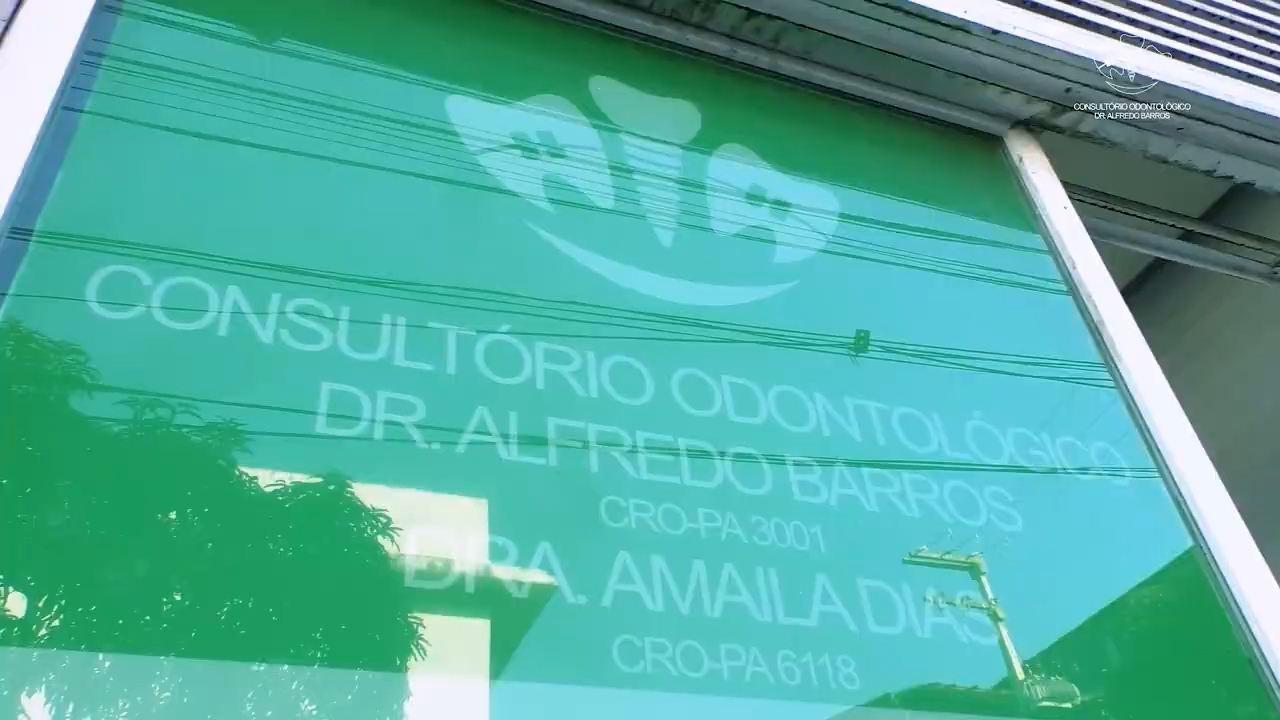 CONSULTÓRIO ODONTOLÓGICO
DR. ALFREDO BARROS
CONSULTÓRIO ODONTOLÓGICO
DR. ALFREDO BARROS
CRO-PA 3001
DRA. AMAILA DIAS
CRO-PA 6118